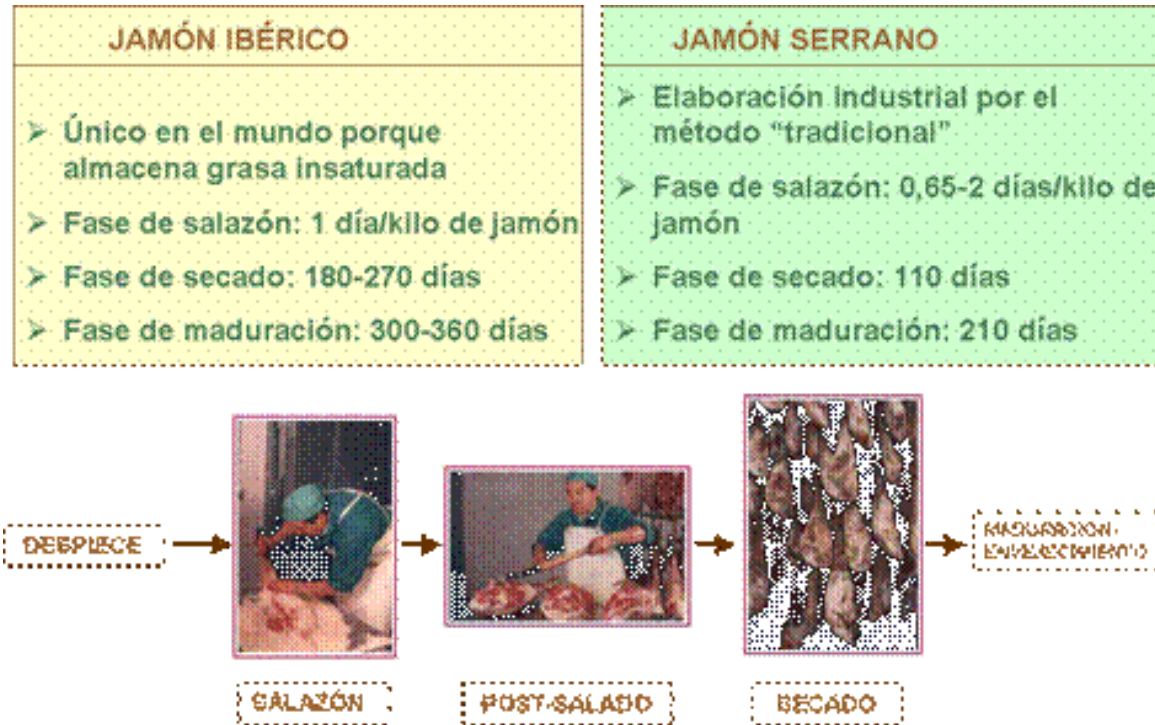 JAMÓN IBÉRICO
Único en el mundo porque
almacena grasa insaturada
Fase de salazón: 1 día/kilo de jamón
Fase de secado: 180-270 días
Fase de maduración: 300-360 días
JAMÓN SERRANO
Elaboración industrial por el
método “tradicional”
Fase de salazón: 0,65-2 días/kilo de
jamón
Fase de secado: 110 días
Fase de maduración: 210 días
DESPIECE
MADURACION-
ENVEJECIMIENTO
SALAZÓN
POST-SALADO
SECADO